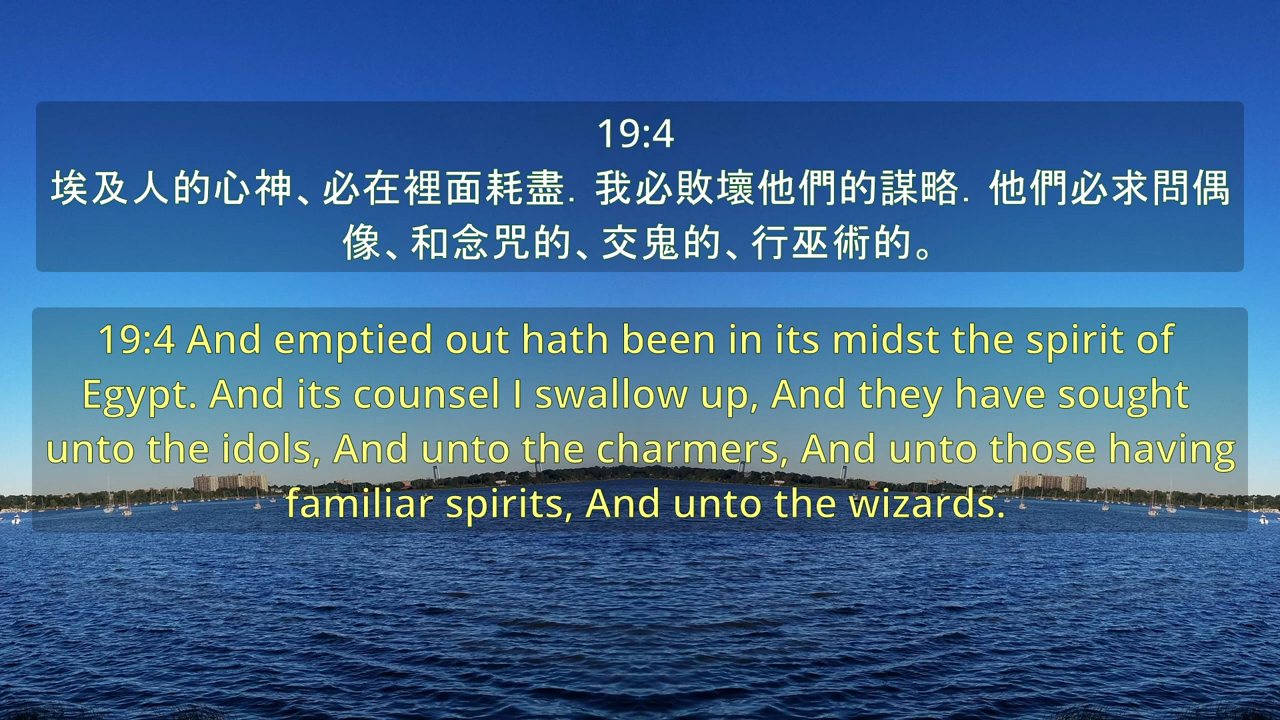 19:4
埃及人的心神、必在裡面耗盡．我必敗壞他們的謀略．他們必求問偶
像、和念咒的、交鬼的、行巫術的。
19:4 And emptied out hath been in its midst the spirit of
Egypt. And its counsel I swallow up, And they have sought
unto the idols, And unto the charmers, And unto those having
familiar spirits, And unto the wizards.